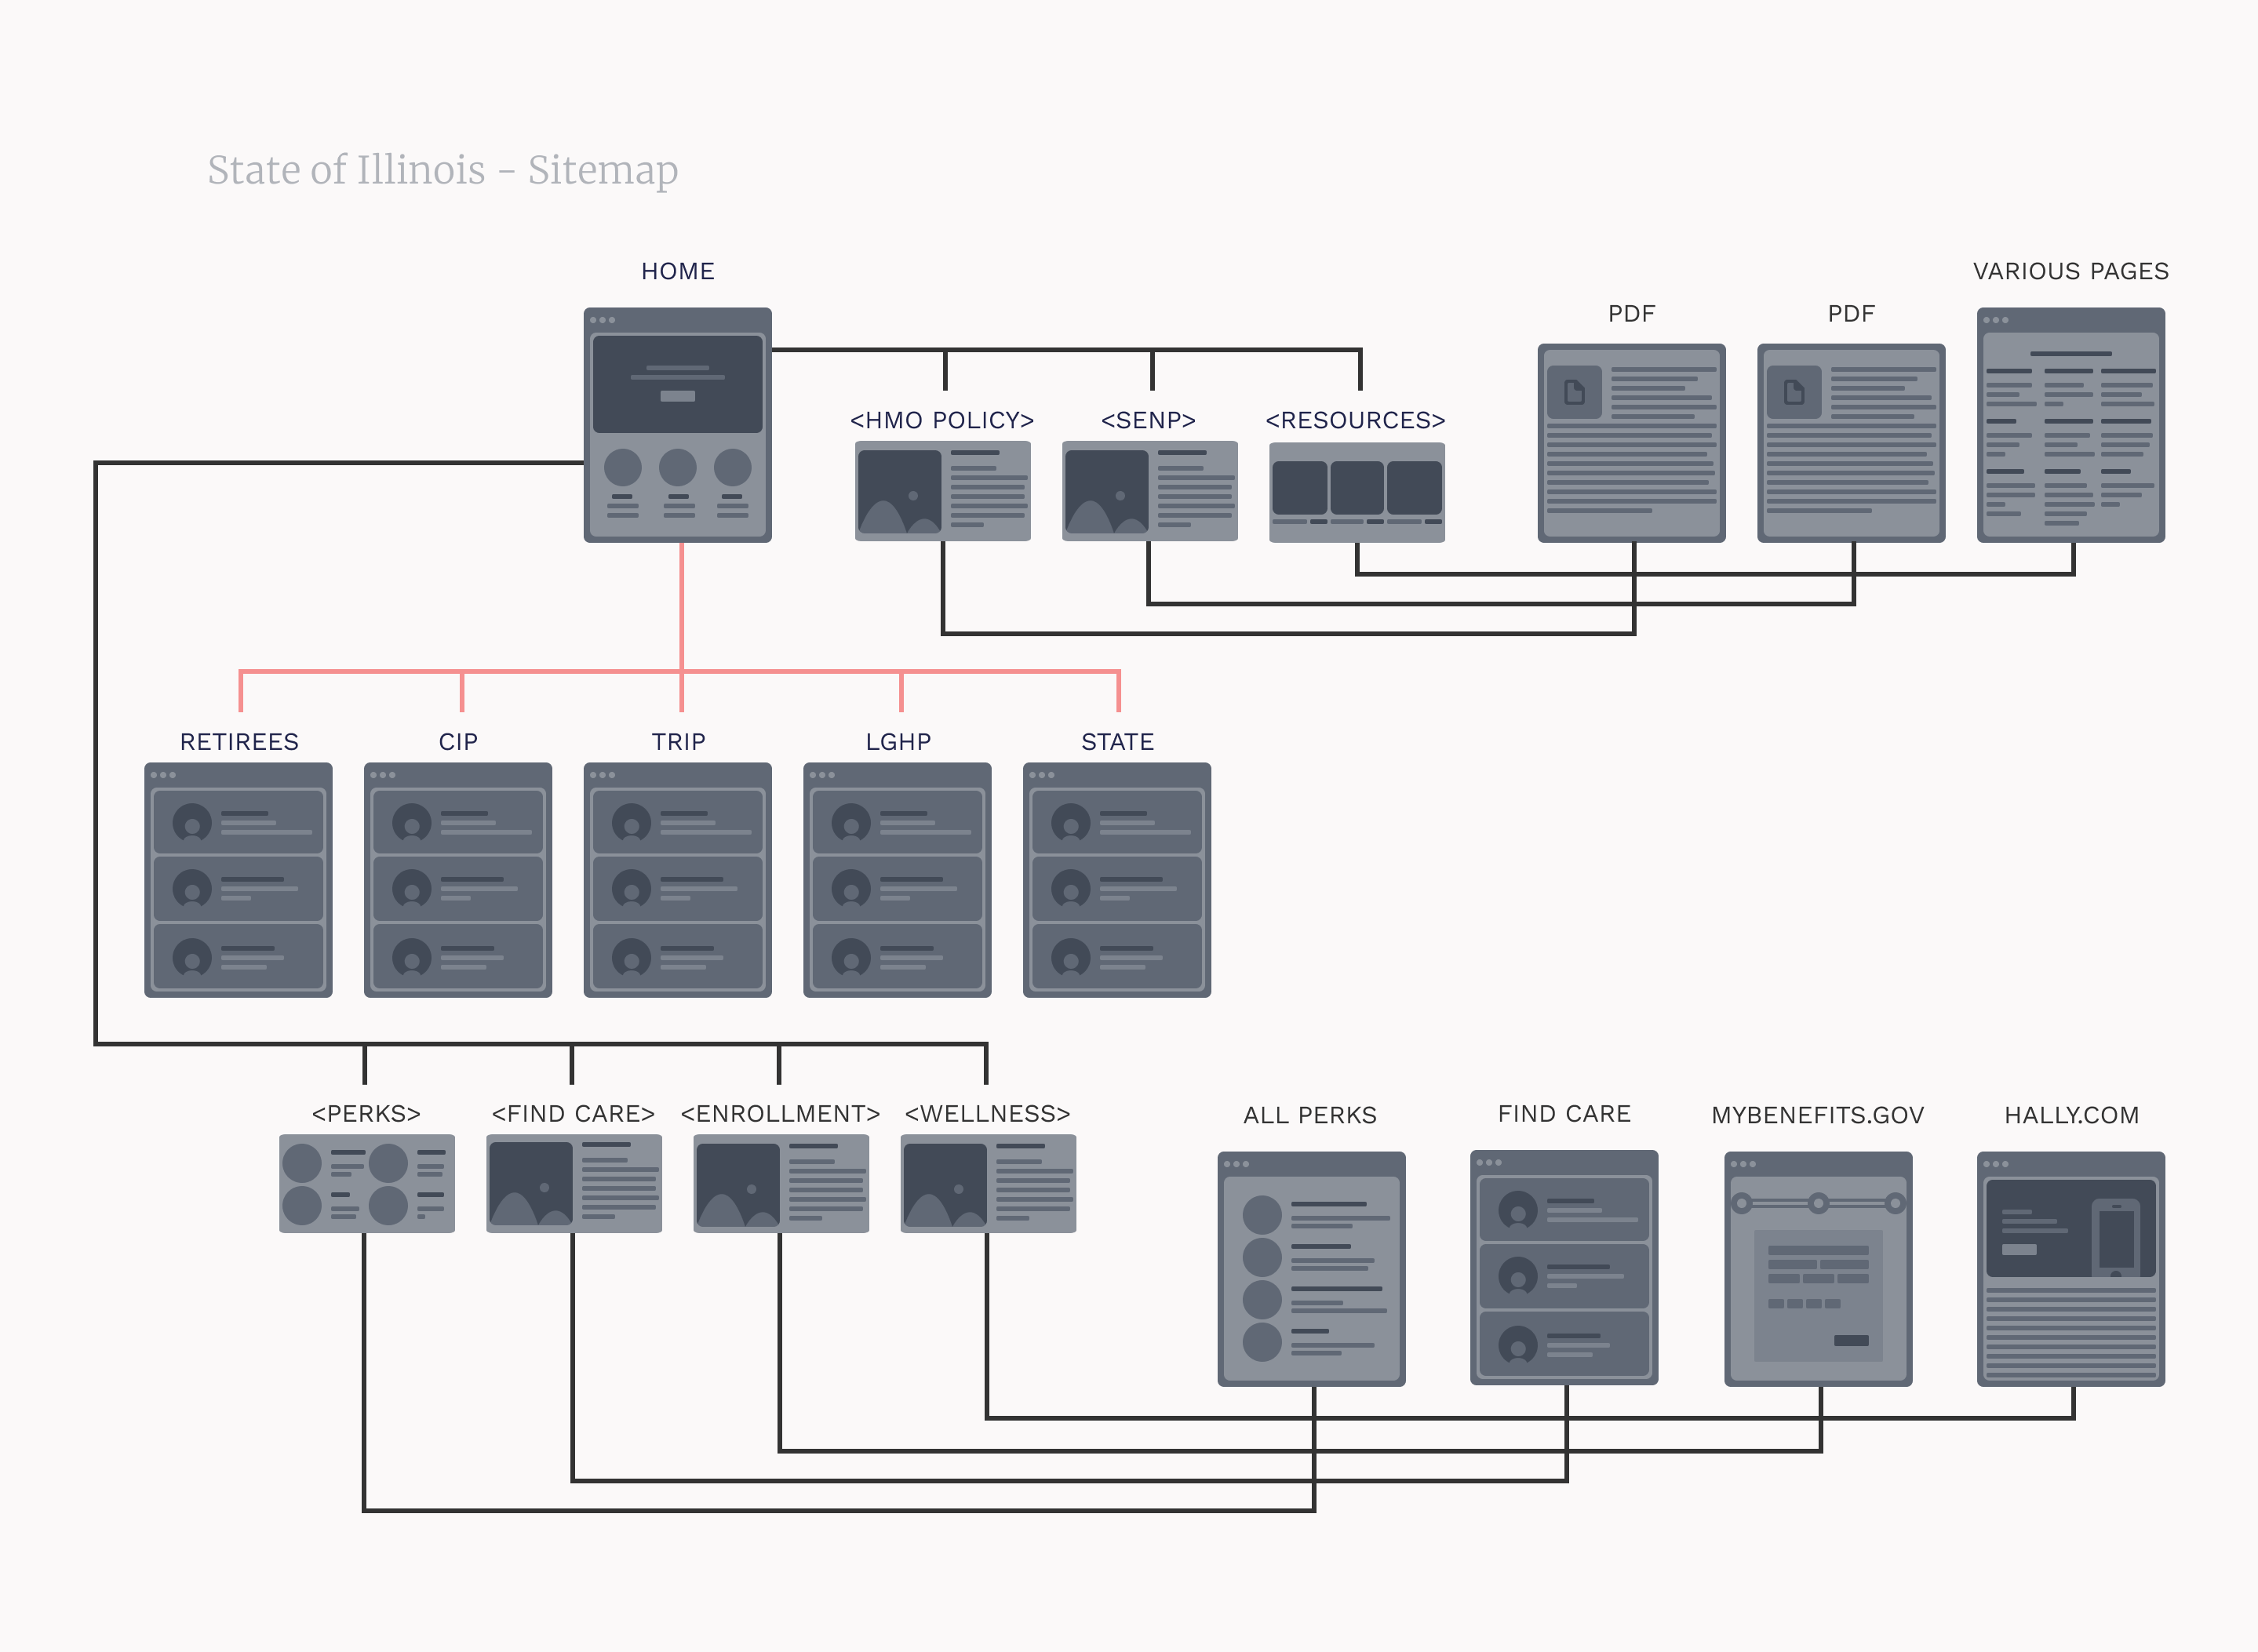 State of Illinois - Sitemap
HOME
VARIOUS PAGES
PDF
PDF
<HMO POLICY>
<SENP>
<RESOURCES>
RETIREES
CIP
TRIP
LGHP
STATE
<PERKS>
<FIND CARE>
<ENROLLMENT>
<WELLNESS>
ALL PERKS
FIND CARE
MYBENEFITS.GOV
HALLY.COM